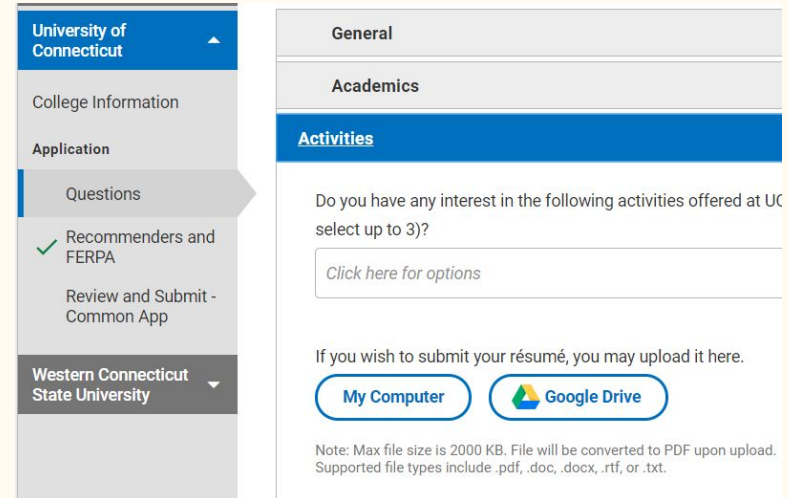 University of
Connecticut
College Information
Application
Questions
Recommenders and
FERPA
Review and Submit -
Common App
Western Connecticut
State University
General
Academics
Activities
Do you have any interest in the following activities offered at
select up to 3)?
Click here for options
If you wish to submit your résumé, you may upload it here.
My Computer
Google Drive
Note: Max file size is 2000 KB. File will be converted to PDF upon upload.
Supported file types include .pdf, .doc, .docx, .rtf, or .txt.